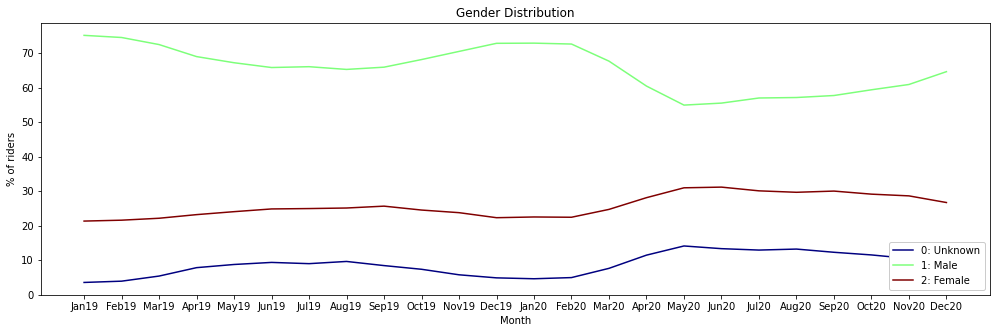 Gender Distribution
% of riders
70
60
50
40
30
20
10
0
0: Unknown
1: Male
2: Female
Jan19 Feb19 Mar19 Apr19 May19 Jun19 Jul19 Aug19 Sep19 Oct19 Nov19 Dec19 Jan20 Feb20 Mar20 Apr20 May20 Jun20 Jul20 Aug20 Sep20 Oct20 Nov20 Dec20
Month